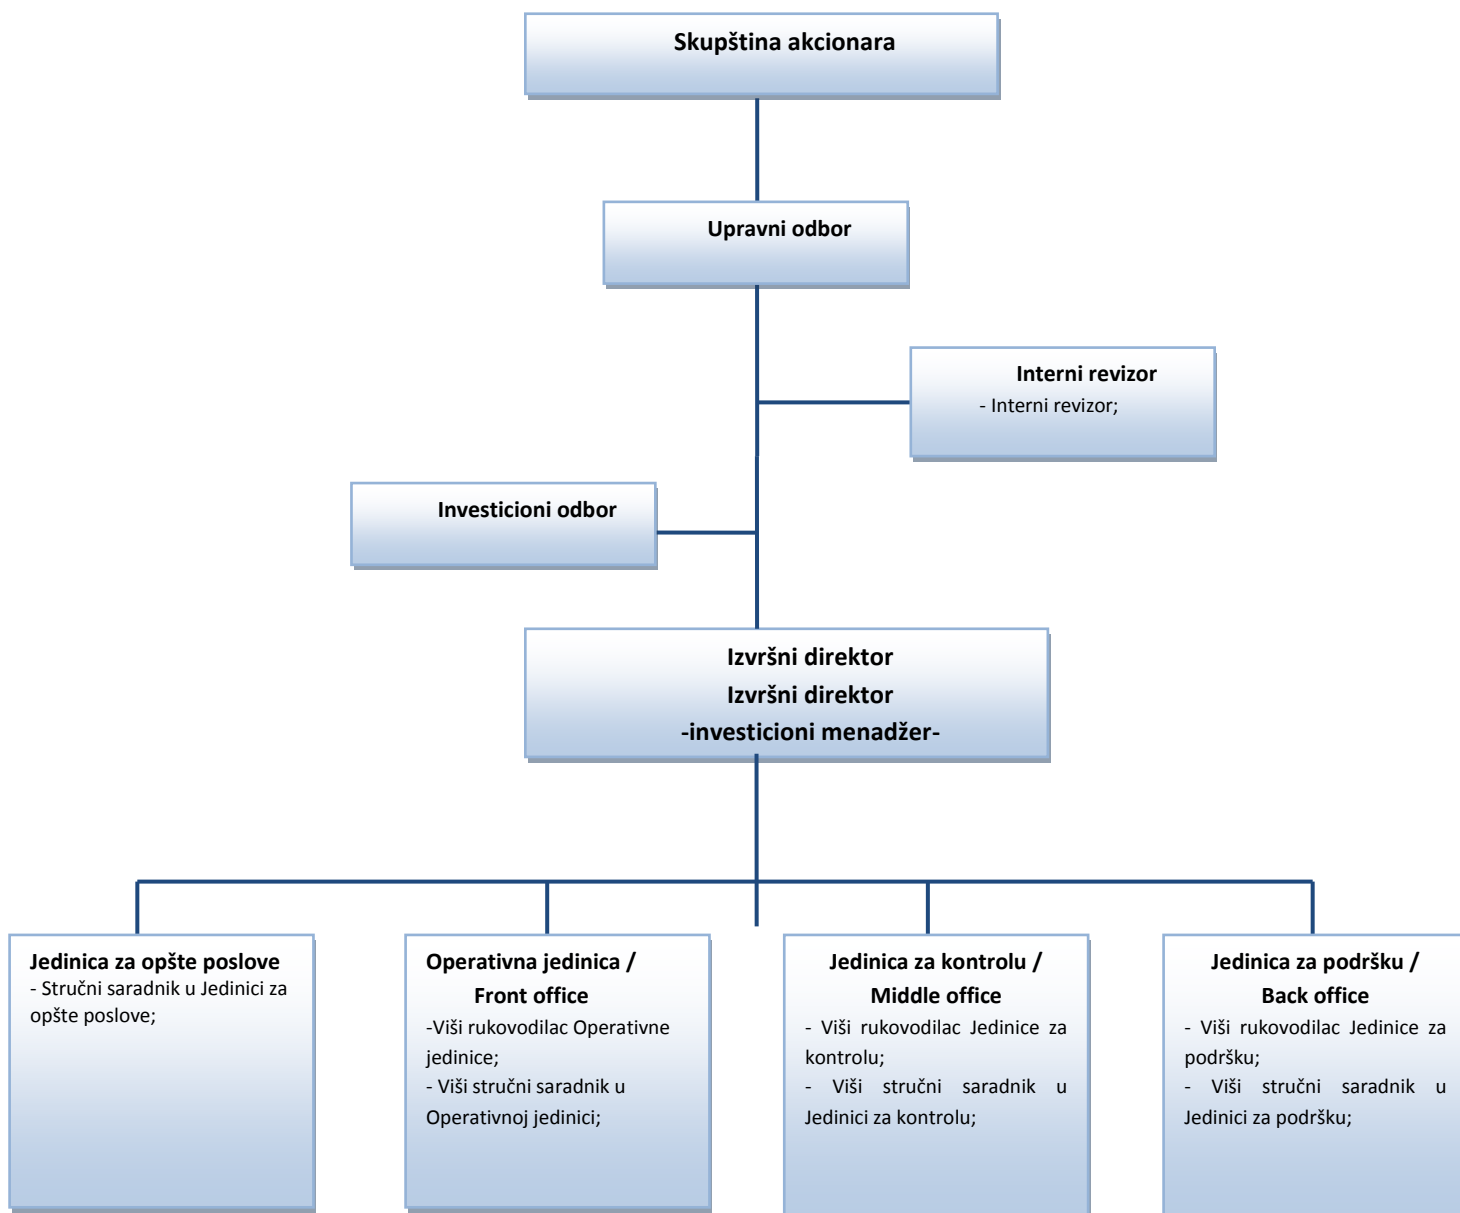 Skupština akcionara
Upravni odbor
Interni revizor
- Interni revizor;
Investicioni odbor
Izvršni direktor
Izvršni direktor
-investicioni menadžer-
Jedinica za opšte poslove
- Stručni saradnik u Jedinici za
opšte poslove;
Operativna jedinica /
Front office
-Viši rukovodilac Operativne
jedinice;
- Viši stručni saradnik u
Operativnoj jedinici;
Jedinica za kontrolu /
Middle office
- Viši rukovodilac Jedinice za
kontrolu;
- Viši stručni saradnik u
Jedinici za kontrolu;
Jedinica za podršku /
Back office
- Viši rukovodilac Jedinice za
podršku;
- Viši stručni saradnik u
Jedinici za podršku;